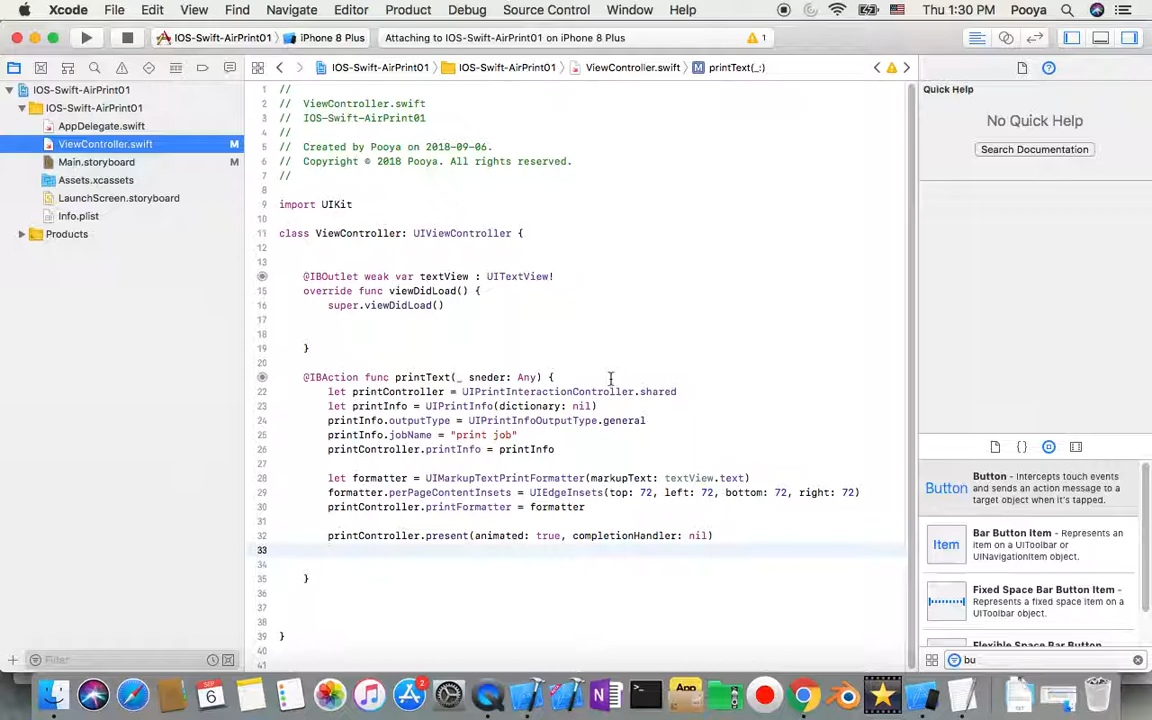 Xcode File Edit View Find Navigate Editor Product Debug Source Control Window Help Thu 1:30 PM Pooya
IOS-Swift-AirPrint01 iPhone 8 Plus Attaching to IOS-Swift-AirPrint01 on iPhone 8 Plus 1
IOS-Swift-AirPrint01 IOS-Swift-AirPrint01 ViewController.swift M printText(_:)
IOS-Swift-AirPrint01
IOS-Swift-AirPrint01
AppDelegate.swift
ViewController.swift M
Main.storyboard M
Assets.xcassets
LaunchScreen.storyboard
Info.plist
Products
Filter
1 //
2 // ViewController.swift
3 // IOS-Swift-AirPrint01
4 //
5 // Created by Pooya on 2018-09-06.
6 // Copyright © 2018 Pooya. All rights reserved.
7 //
8
9 import UIKit
10
11 class ViewController: UIViewController {
12
13
@IBOutlet weak var textView : UITextView!
15 override func viewDidLoad() {
16 super.viewDidLoad()
17
18
19 }
20
@IBAction func printText(_ sneder: Any) {
22 let printController = UIPrintInteractionController.shared
23 let printInfo = UIPrintInfo(dictionary: nil)
24 printInfo.outputType = UIPrintInfoOutputType.general
25 printInfo.jobName = "print job"
26 printController.printInfo = printInfo
27
28 let formatter = UIMarkupTextPrintFormatter(markupText: textView.text)
29 formatter.perPageContentInsets = UIEdgeInsets(top: 72, left: 72, bottom: 72, right: 72)
30 printController.printFormatter = formatter
31
32 printController.present(animated: true, completionHandler: nil)
33
34
35 }
36
37
38
39 }
40
41
Quick Help
No Quick Help
Search Documentation
Button
Button - Intercepts touch events
and sends an action message to a
target object when it's tapped.
Item
Bar Button Item - Represents an
item on a UIToolbar or
UINavigationItem object.
Fixed Space Bar Button Item -
Represents a fixed space item on a
UIToolbar object.
Flexible Space Bar Button
bu
SEP
6
2
App